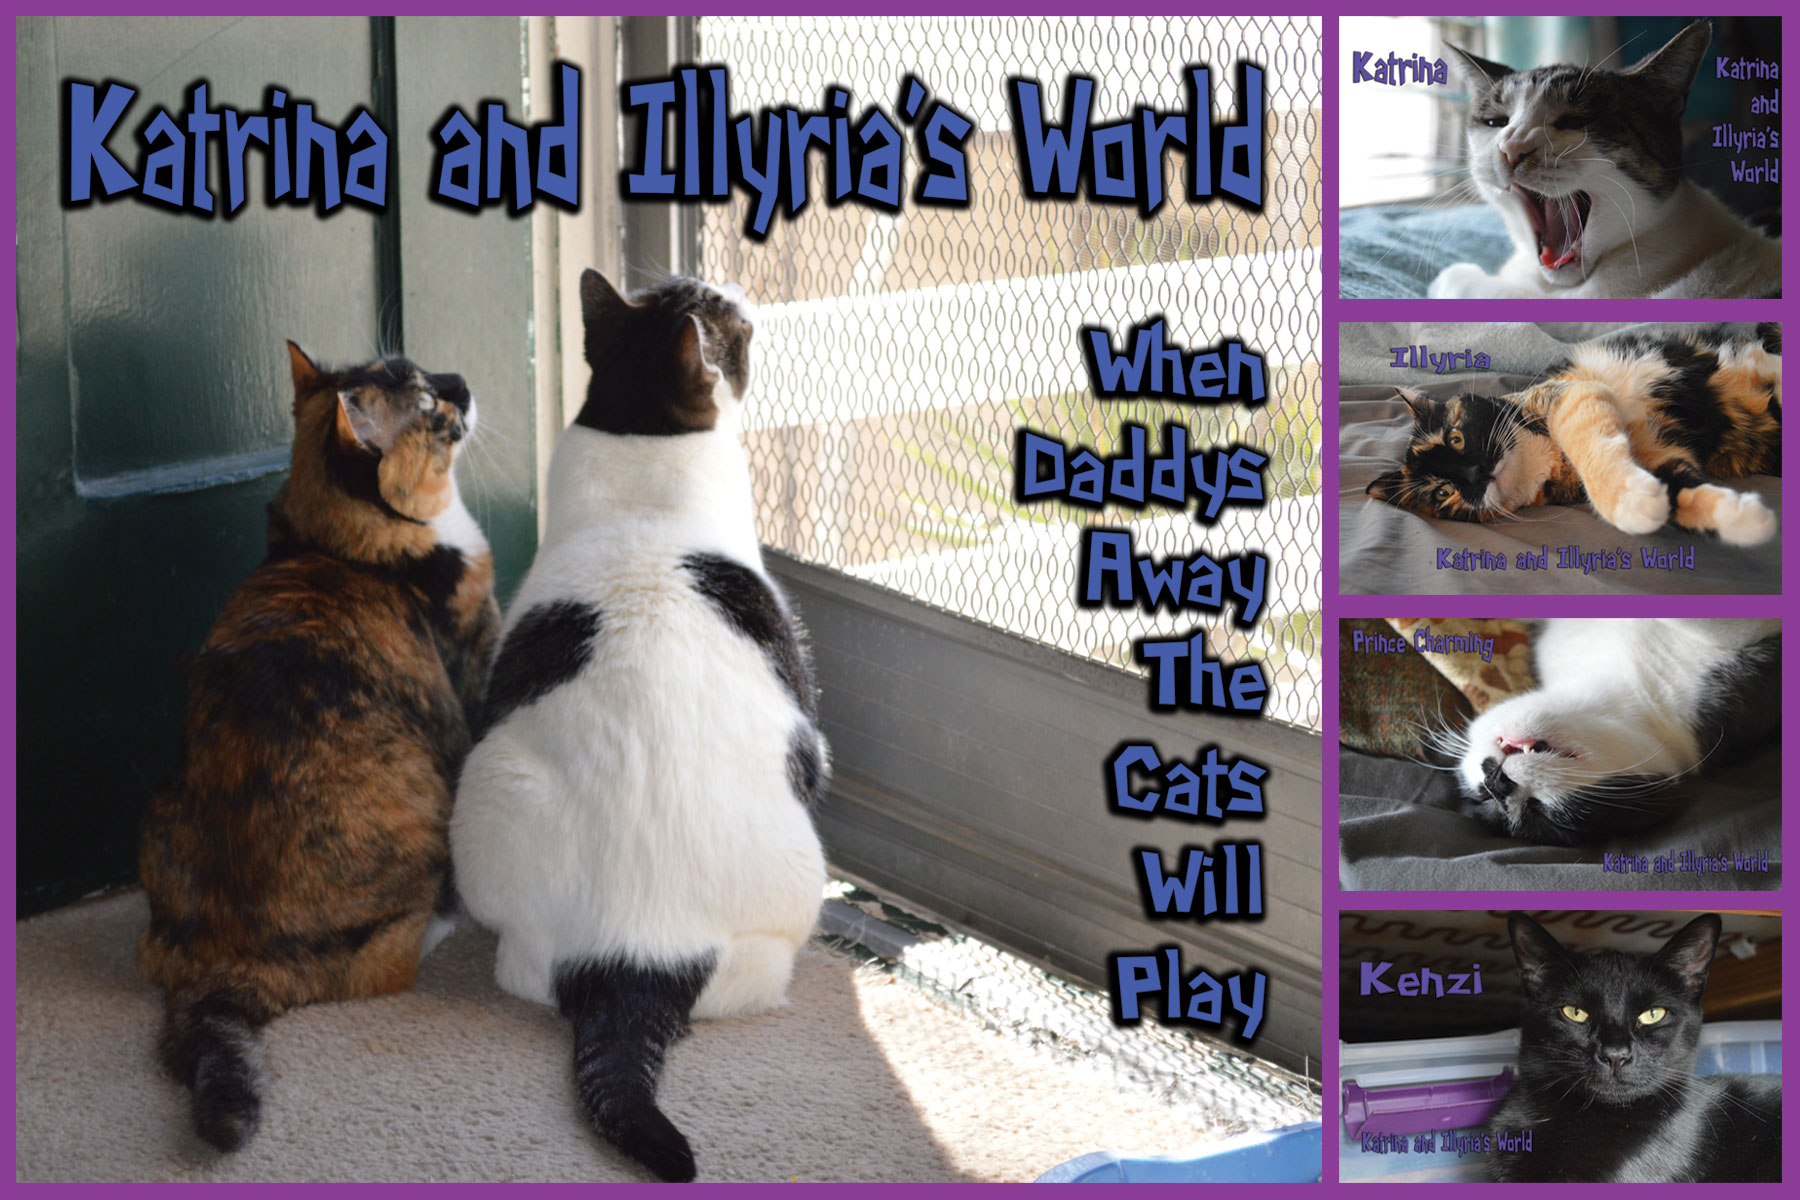 Katrina and Illyria's World
When
Daddys
Away
The
Cats
Will
Play
Katrina
Katrina
and
Illyria's
World
Illyria
Katrina and Illyria's World
Prince Charming
Katrina and Illyria's World
Kenzi
Katrina and Illyria's World